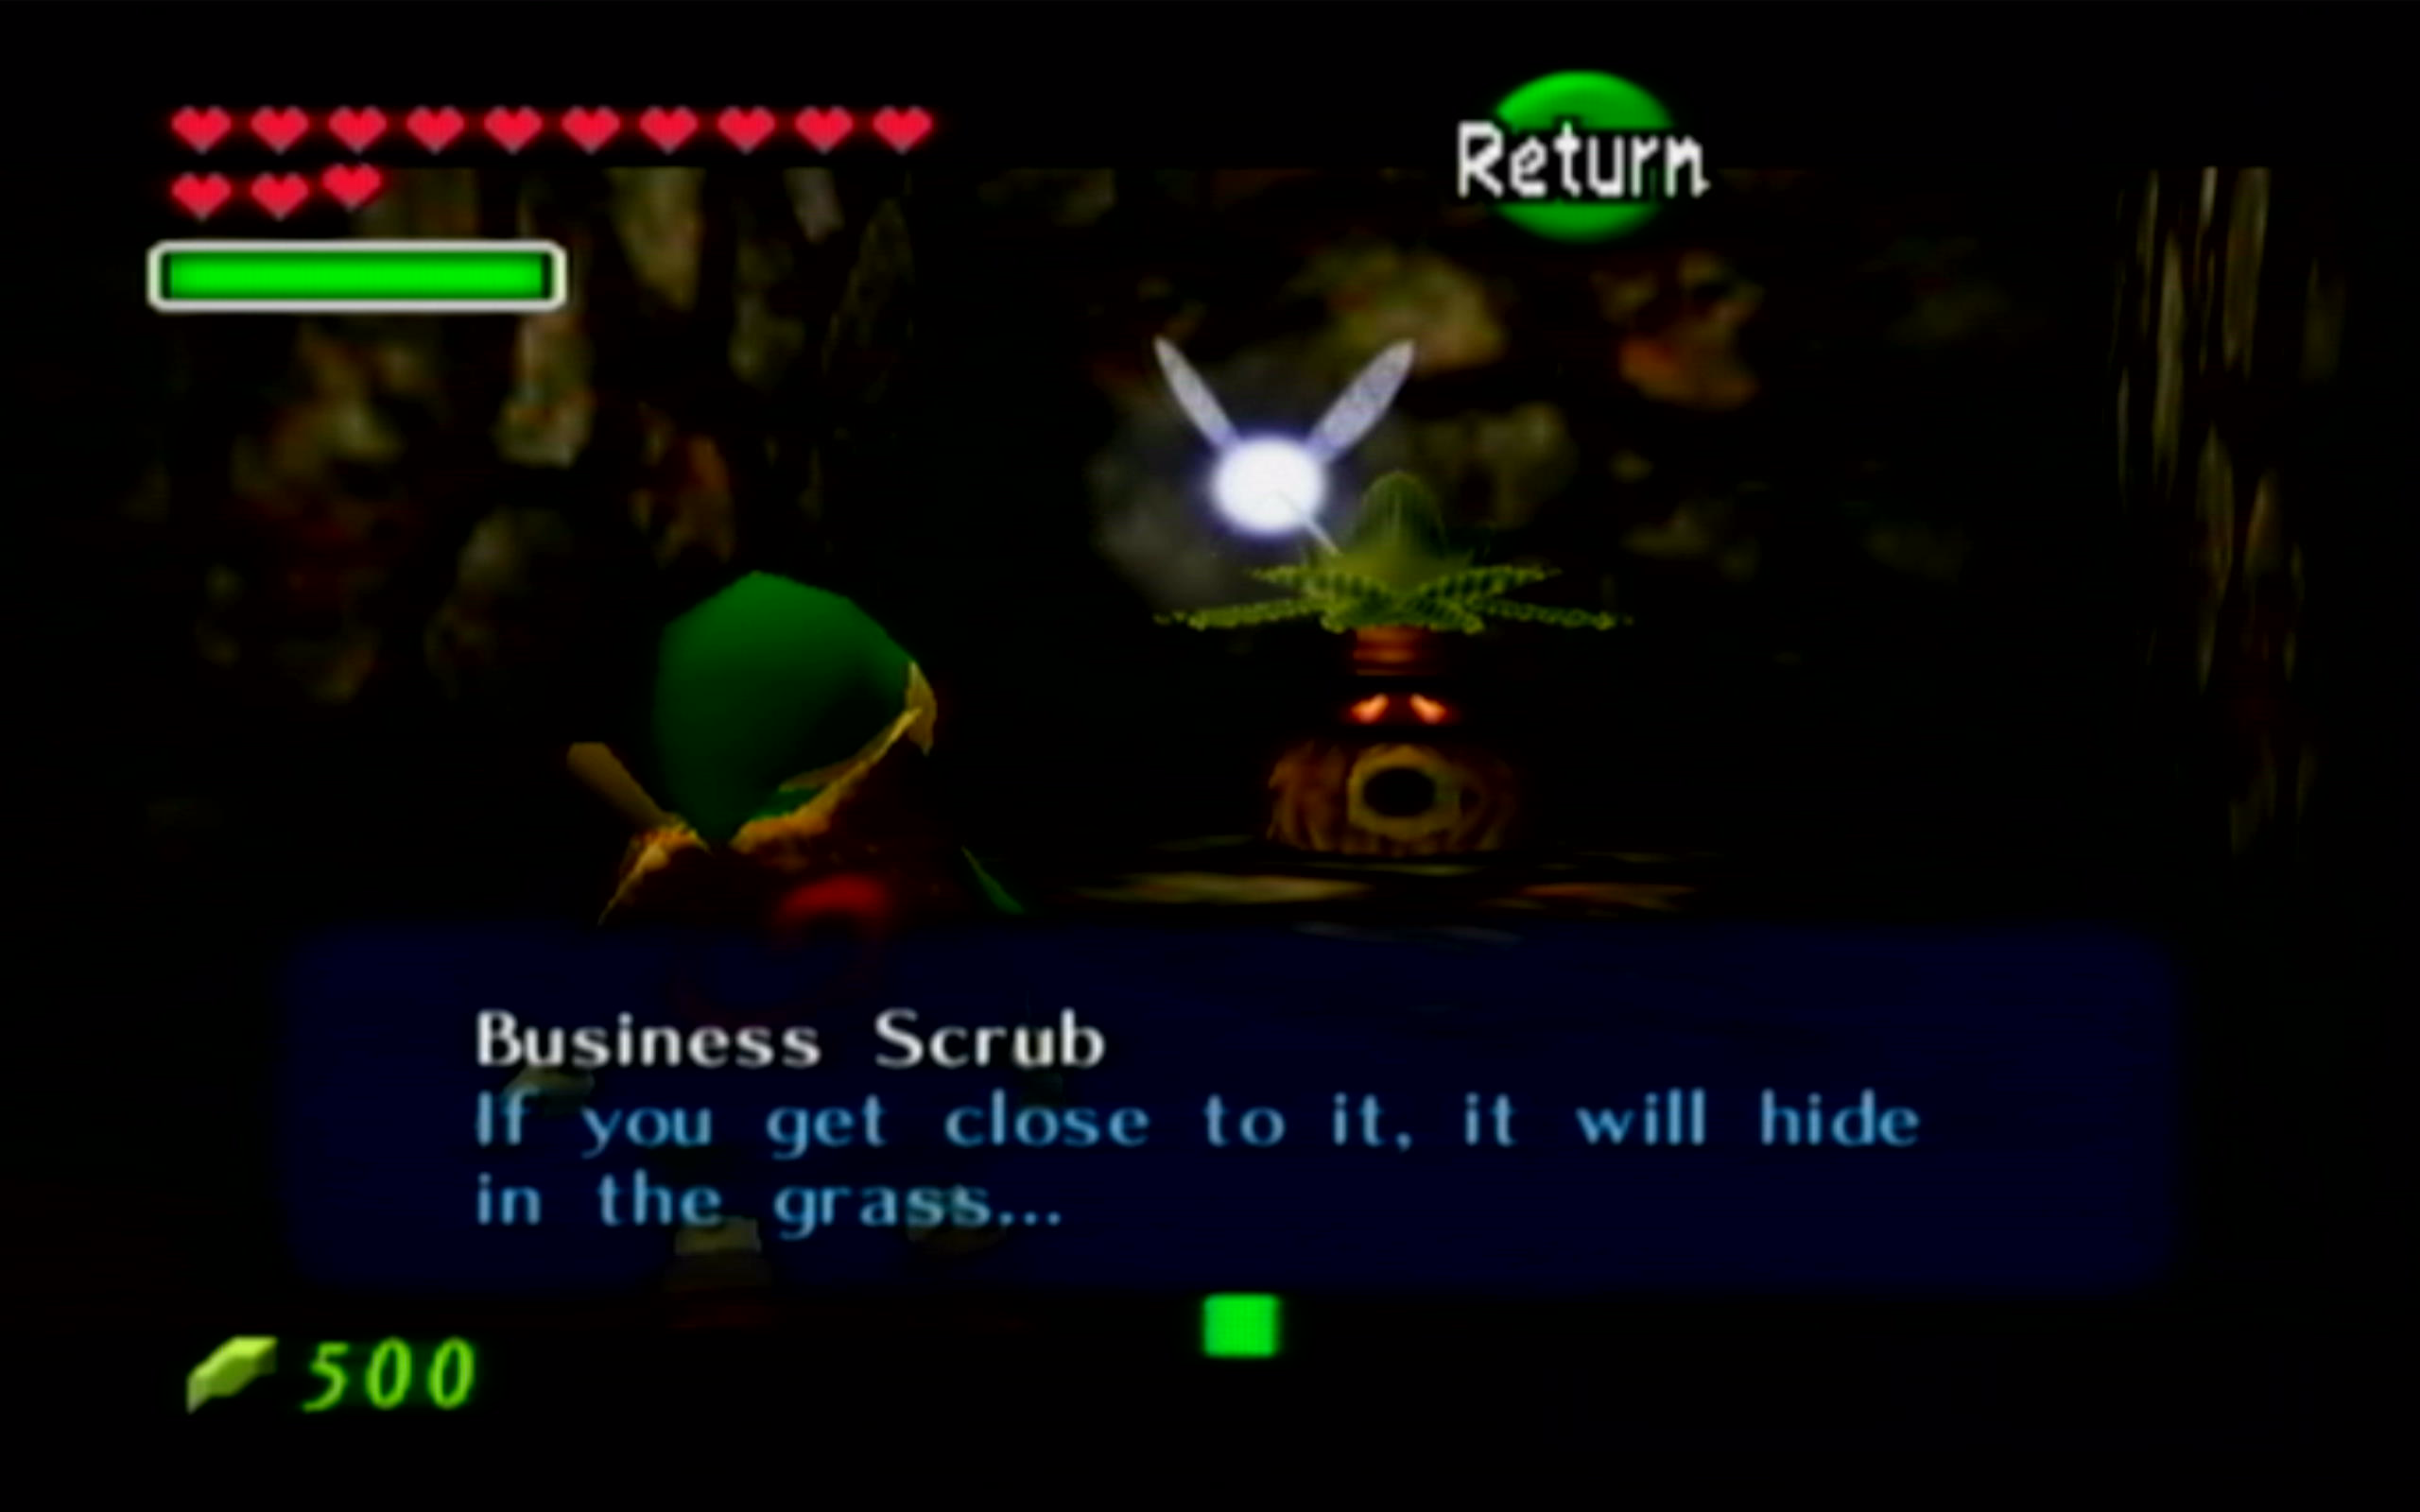 Return
Business Scrub
If you get close to it, it will hide
in the grass...
500